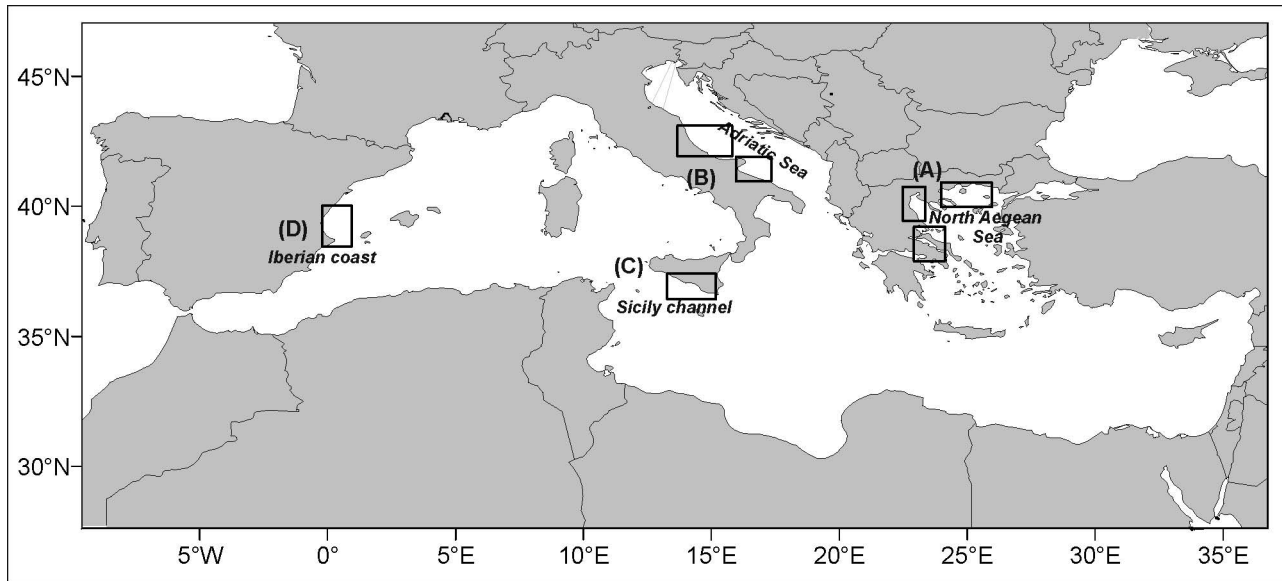 45°N
40°N
35°N
30°N
5°W
0°
5°E
10°E
15°E
20°E
25°E
30°E
35°E
Adriatic Sea
(B)
(A)
North Aegean
Sea
(D)
Iberian coast
(C)
Sicily channel